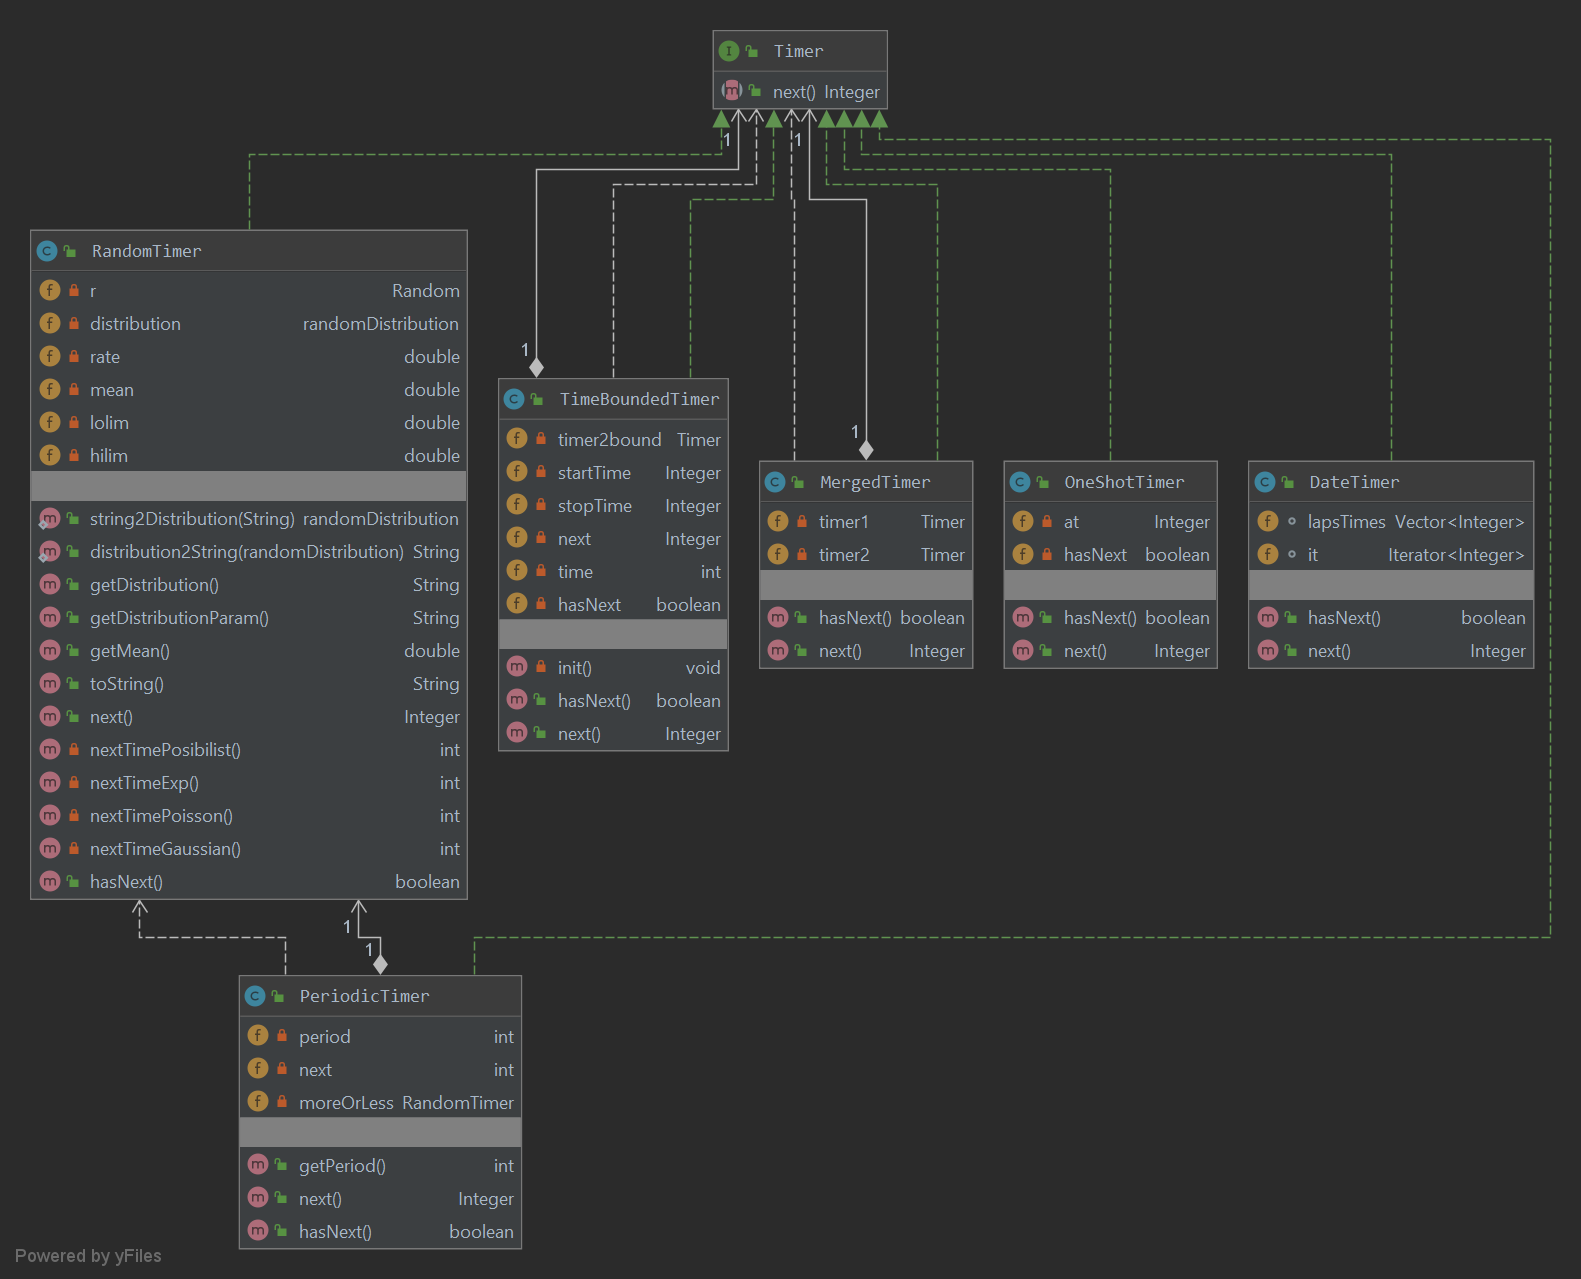 Timer
next() Integer
1
1
RandomTimer
r Random
distribution randomDistribution
rate double
mean double
lolim double
hilim double
string2Distribution(String) randomDistribution
distribution2String(randomDistribution) String
getDistribution() String
getDistributionParam() String
getMean() double
toString() String
next() Integer
nextTimePosibilist() int
nextTimeExp() int
nextTimePoisson() int
nextTimeGaussian() int
hasNext() boolean
1
TimeBoundedTimer
timer2bound Timer
startTime Integer
stopTime Integer
next Integer
time int
hasNext boolean
init() void
hasNext() boolean
next() Integer
1
MergedTimer
timer1 Timer
timer2 Timer
hasNext() boolean
next() Integer
OneShotTimer
at Integer
hasNext boolean
hasNext() boolean
next() Integer
DateTimer
lapsTimes Vector<Integer>
it Iterator<Integer>
hasNext() boolean
next() Integer
1
1
PeriodicTimer
period int
next int
moreOrLess RandomTimer
getPeriod() int
next() Integer
hasNext() boolean
Powered by yFiles